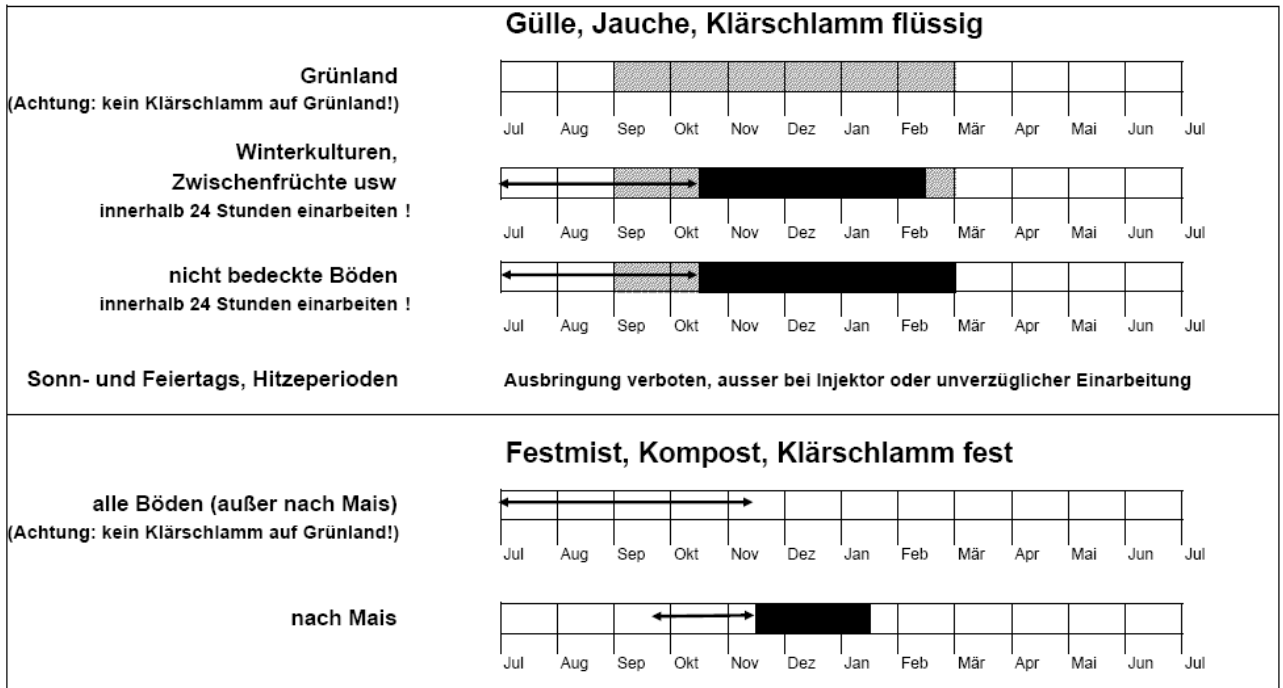 Gülle, Jauche, Klärschlamm flüssig
Grünland
(Achtung: kein Klärschlamm auf Grünland!)
Jul Aug Sep Okt Nov Dez Jan Feb Mär Apr Mai Jun Jul
Winterkulturen,
Zwischenfrüchte usw
innerhalb 24 Stunden einarbeiten !
Jul Aug Sep Okt Nov Dez Jan Feb Mär Apr Mai Jun Jul
nicht bedeckte Böden
innerhalb 24 Stunden einarbeiten !
Jul Aug Sep Okt Nov Dez Jan Feb Mär Apr Mai Jun Jul
Sonn- und Feiertags, Hitzeperioden Ausbringung verboten, ausser bei Injektor oder unverzüglicher Einarbeitung
Festmist, Kompost, Klärschlamm fest
alle Böden (außer nach Mais)
(Achtung: kein Klärschlamm auf Grünland!)
Jul Aug Sep Okt Nov Dez Jan Feb Mär Apr Mai Jun Jul
nach Mais
Jul Aug Sep Okt Nov Dez Jan Feb Mär Apr Mai Jun Jul